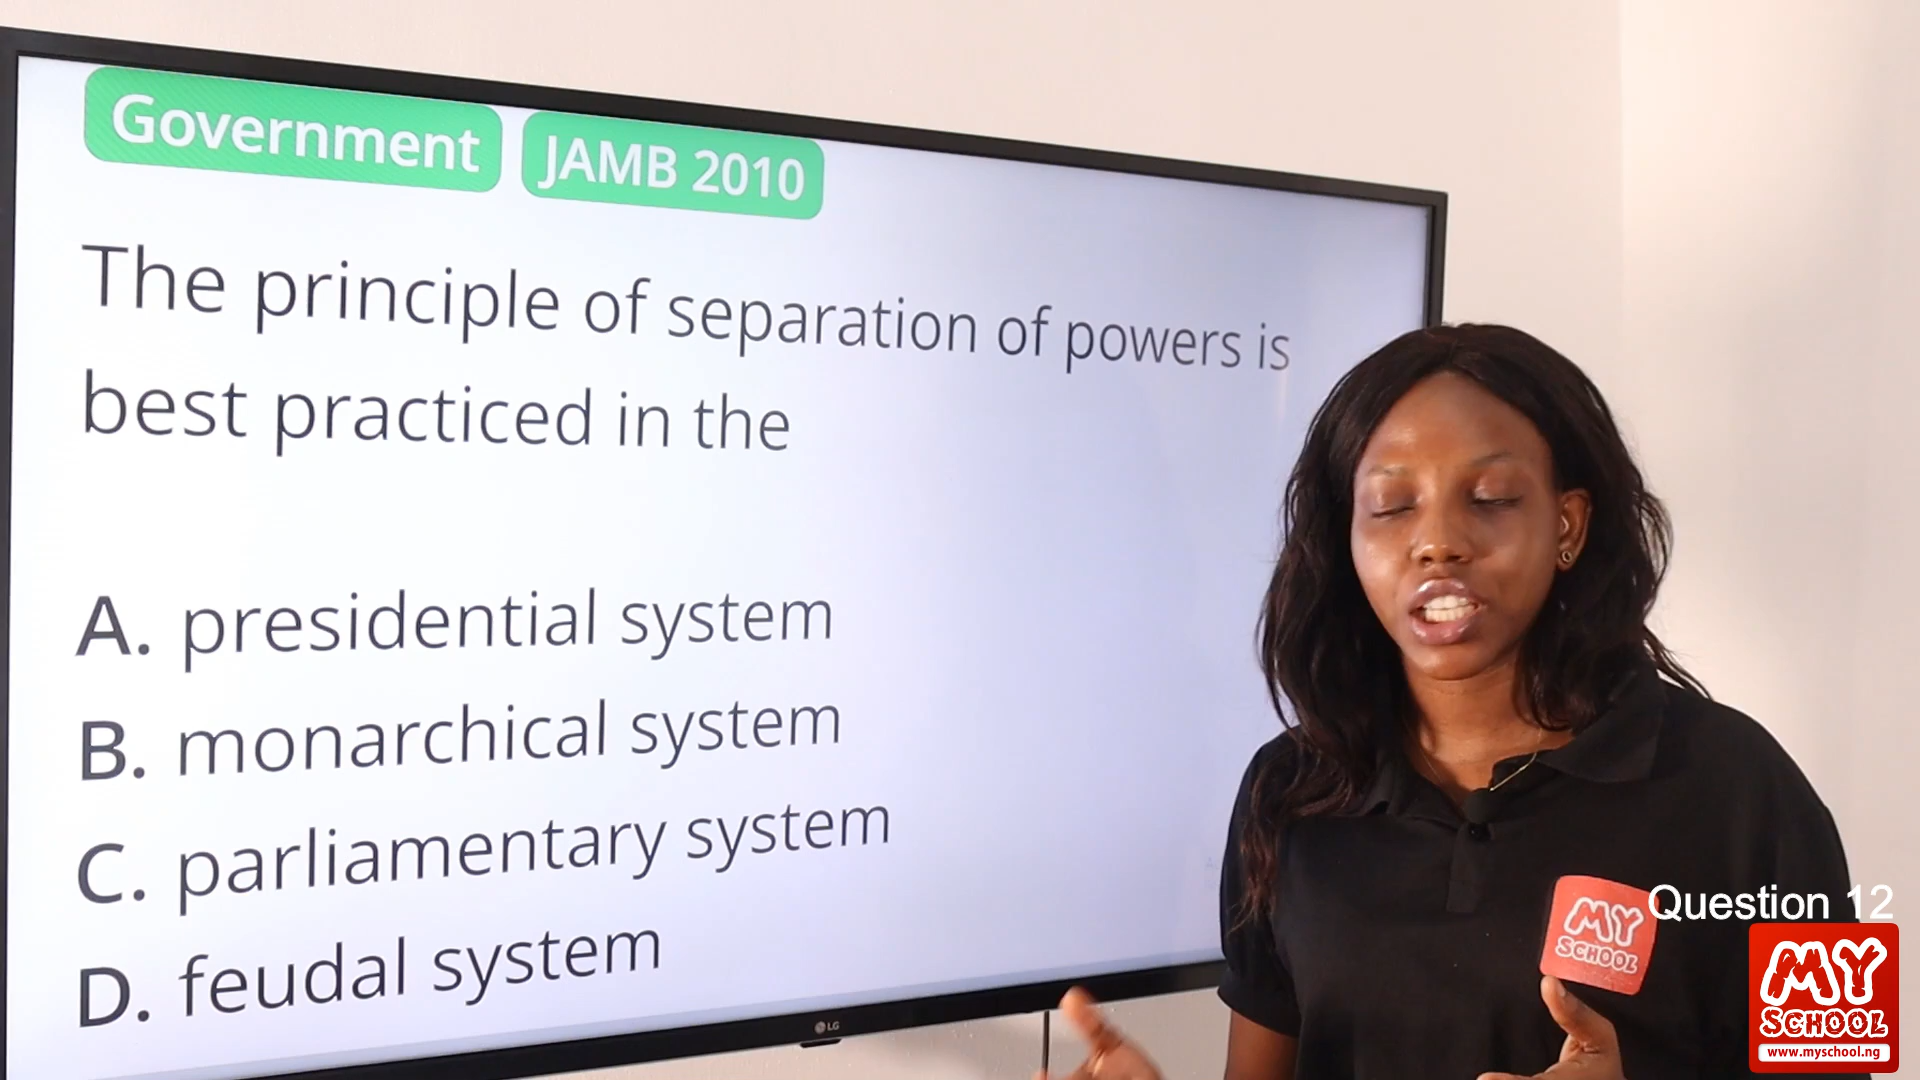 Government JAMB 2010
The principle of separation of powers is
best practiced in the
A. presidential system
B. monarchical system
C. parliamentary system
D. feudal system
LG
MY
SCHOOL
Question 12
MY
SCHOOL
www.myschool.ng